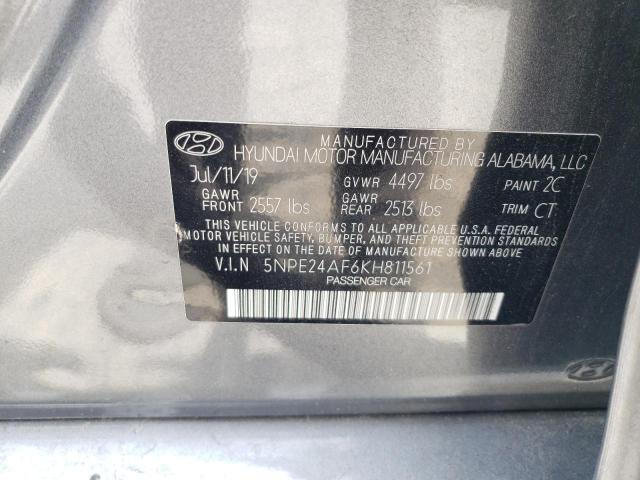 MANUFACTURED BY
HYUNDAI MOTOR MANUFACTURING ALABAMA, LLC
Jul/11/19 GVWR 4497 lbs PAINT 2C
GAWR FRONT 2557 lbs GAWR REAR 2513 lbs TRIM CT
THIS VEHICLE CONFORMS TO ALL APPLICABLE U.S.A. FEDERAL
MOTOR VEHICLE SAFETY, BUMPER, AND THEFT PREVENTION STANDARDS
IN EFFECT ON THE DATE OF MANUFACTURE SHOWN ABOVE.
V.I.N 5NPE24AF6KH811561
PASSENGER CAR